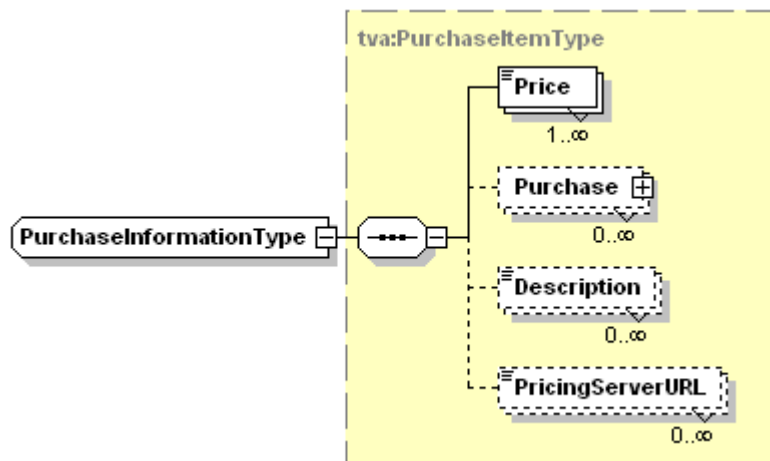 tva:PurchaseItemType
Price
1..∞
Purchase
0..∞
PurchaseInformationType
Description
0..∞
PricingServerURL
0..∞